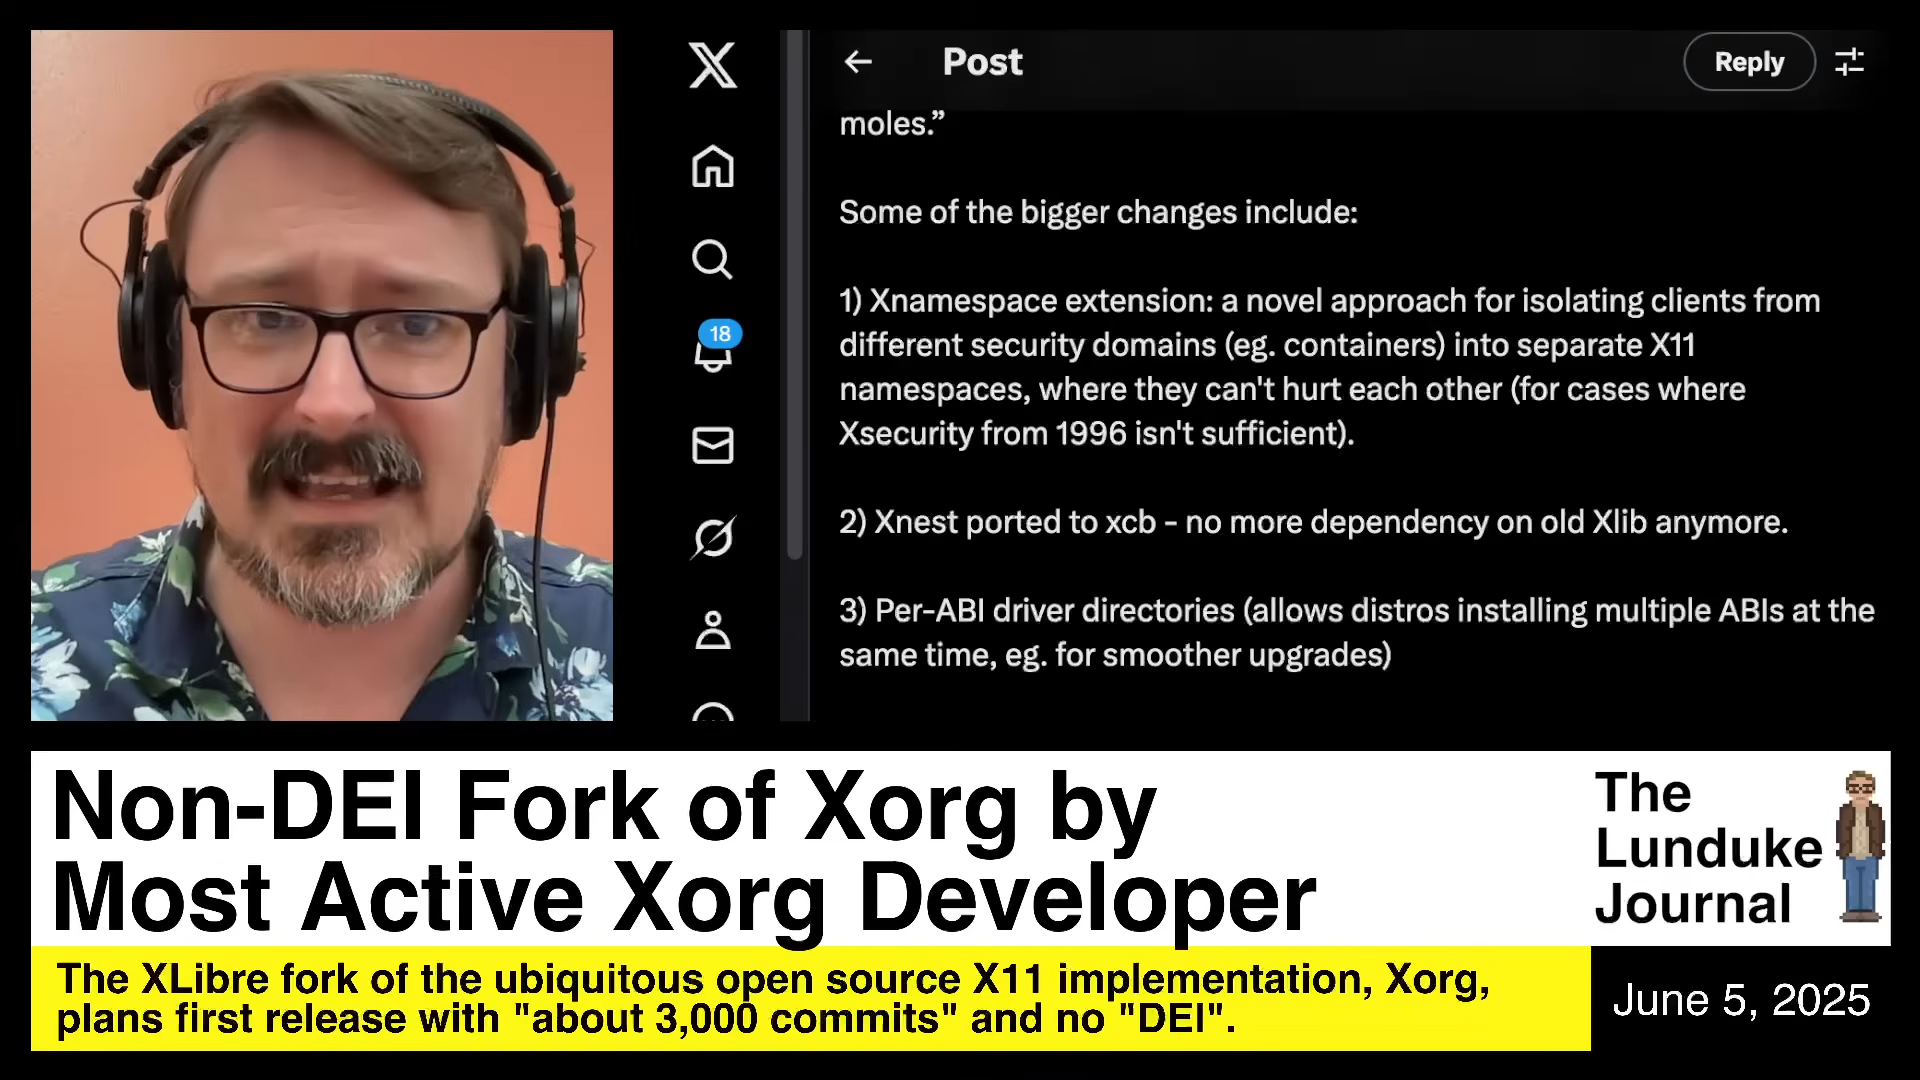 Post
Reply
moles.”
Some of the bigger changes include:
1) Xnamespace extension: a novel approach for isolating clients from
different security domains (eg. containers) into separate X11
namespaces, where they can't hurt each other (for cases where
Xsecurity from 1996 isn't sufficient).
2) Xnest ported to xcb - no more dependency on old Xlib anymore.
3) Per-ABI driver directories (allows distros installing multiple ABIs at the
same time, eg. for smoother upgrades)
18
Non-DEI Fork of Xorg by
Most Active Xorg Developer
The
Lunduke
Journal
The XLibre fork of the ubiquitous open source X11 implementation, Xorg,
plans first release with "about 3,000 commits" and no "DEI".
June 5, 2025